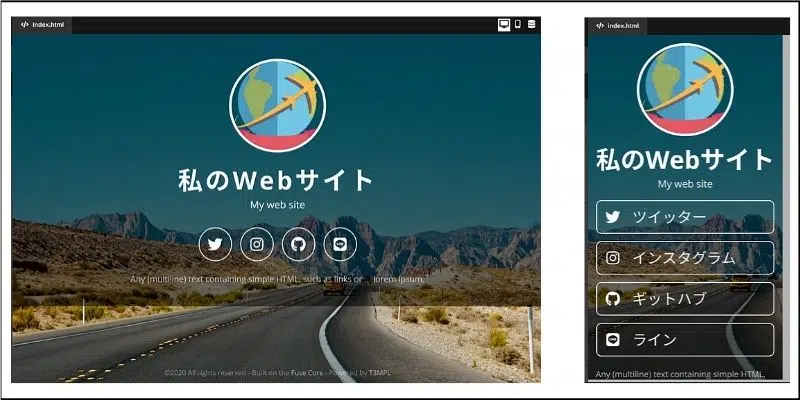 index.html
私のWebサイト
My web site
Any (multiline) text containing simple HTML, such as links or... lorem ipsum.
©2020 All rights reserved - Built on the Fuse Core - Powered by T3MPL
index.html
私のWebサイト
My web site
ツイッター
インスタグラム
ギットハブ
ライン
Any (multiline) text containing simple HTML,